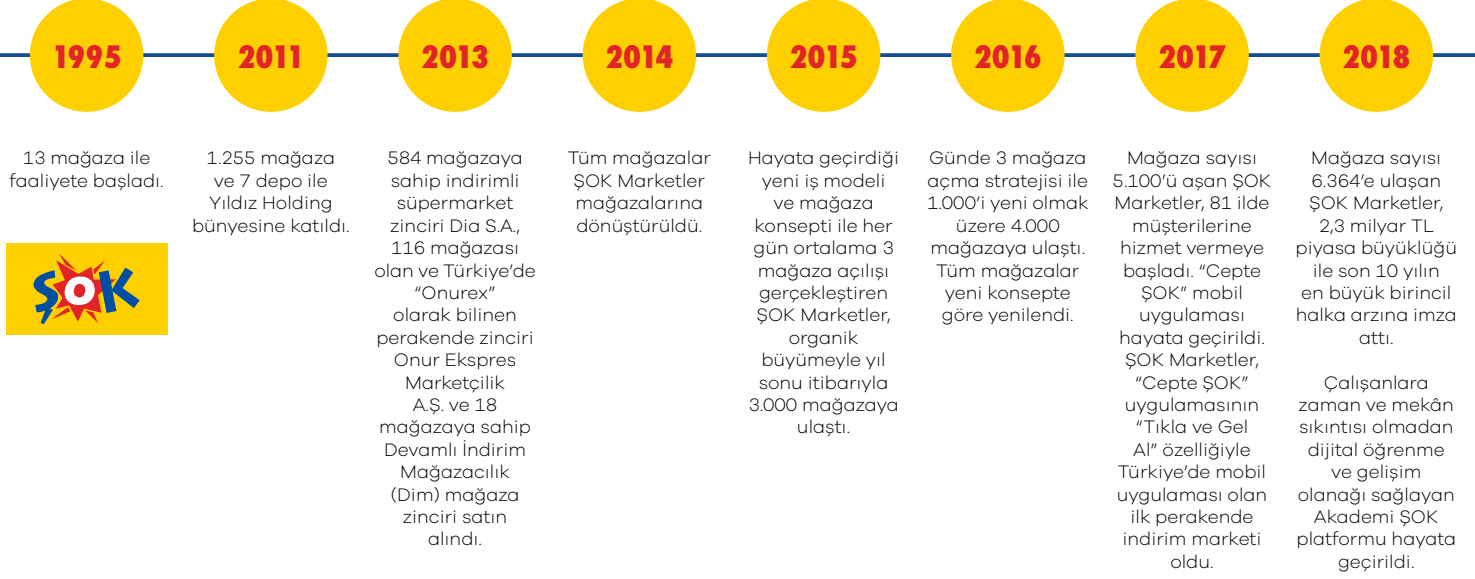 1995
13 mağaza ile
faaliyete başladı.
ŞOK
2011
1.255 mağaza
ve 7 depo ile
Yıldız Holding
bünyesine katıldı.
2013
584 mağazaya
sahip indirimli
süpermarket
zinciri Dia S.A.,
116 mağazası
olan ve Türkiye’de
“Onurex”
olarak bilinen
perakende zinciri
Onur Ekspres
Marketçilik
A.Ş. ve 18
mağazaya sahip
Devamlı İndirim
Mağazacılık
(Dim) mağaza
zinciri satın
alındı.
2014
Tüm mağazalar
ŞOK Marketler
mağazalarına
dönüştürüldü.
2015
Hayata geçirdiği
yeni iş modeli
ve mağaza
konsepti ile her
gün ortalama 3
mağaza açılışı
gerçekleştiren
ŞOK Marketler,
organik
büyümeyle yıl
sonu itibarıyla
3.000 mağazaya
ulaştı.
2016
Günde 3 mağaza
açma stratejisi ile
1.000’i yeni olmak
üzere 4.000
mağazaya ulaştı.
Tüm mağazalar
yeni konsepte
göre yenilendi.
2017
Mağaza sayısı
5.100’ü aşan ŞOK
Marketler, 81 ilde
müşterilerine
hizmet vermeye
başladı. “Cepte
ŞOK” mobil
uygulaması
hayata geçirildi.
ŞOK Marketler,
“Cepte ŞOK”
uygulamasının
“Tıkla ve Gel
Al” özelliğiyle
Türkiye’de mobil
uygulaması olan
ilk perakende
indirim marketi
oldu.
2018
Mağaza sayısı
6.364’e ulaşan
ŞOK Marketler,
2,3 milyar TL
piyasa büyüklüğü
ile son 10 yılın
en büyük birincil
halka arzına imza
attı.
Çalışanlara
zaman ve mekân
sıkıntısı olmadan
dijital öğrenme
ve gelişim
olanağı sağlayan
Akademi ŞOK
platformu hayata
geçirildi.